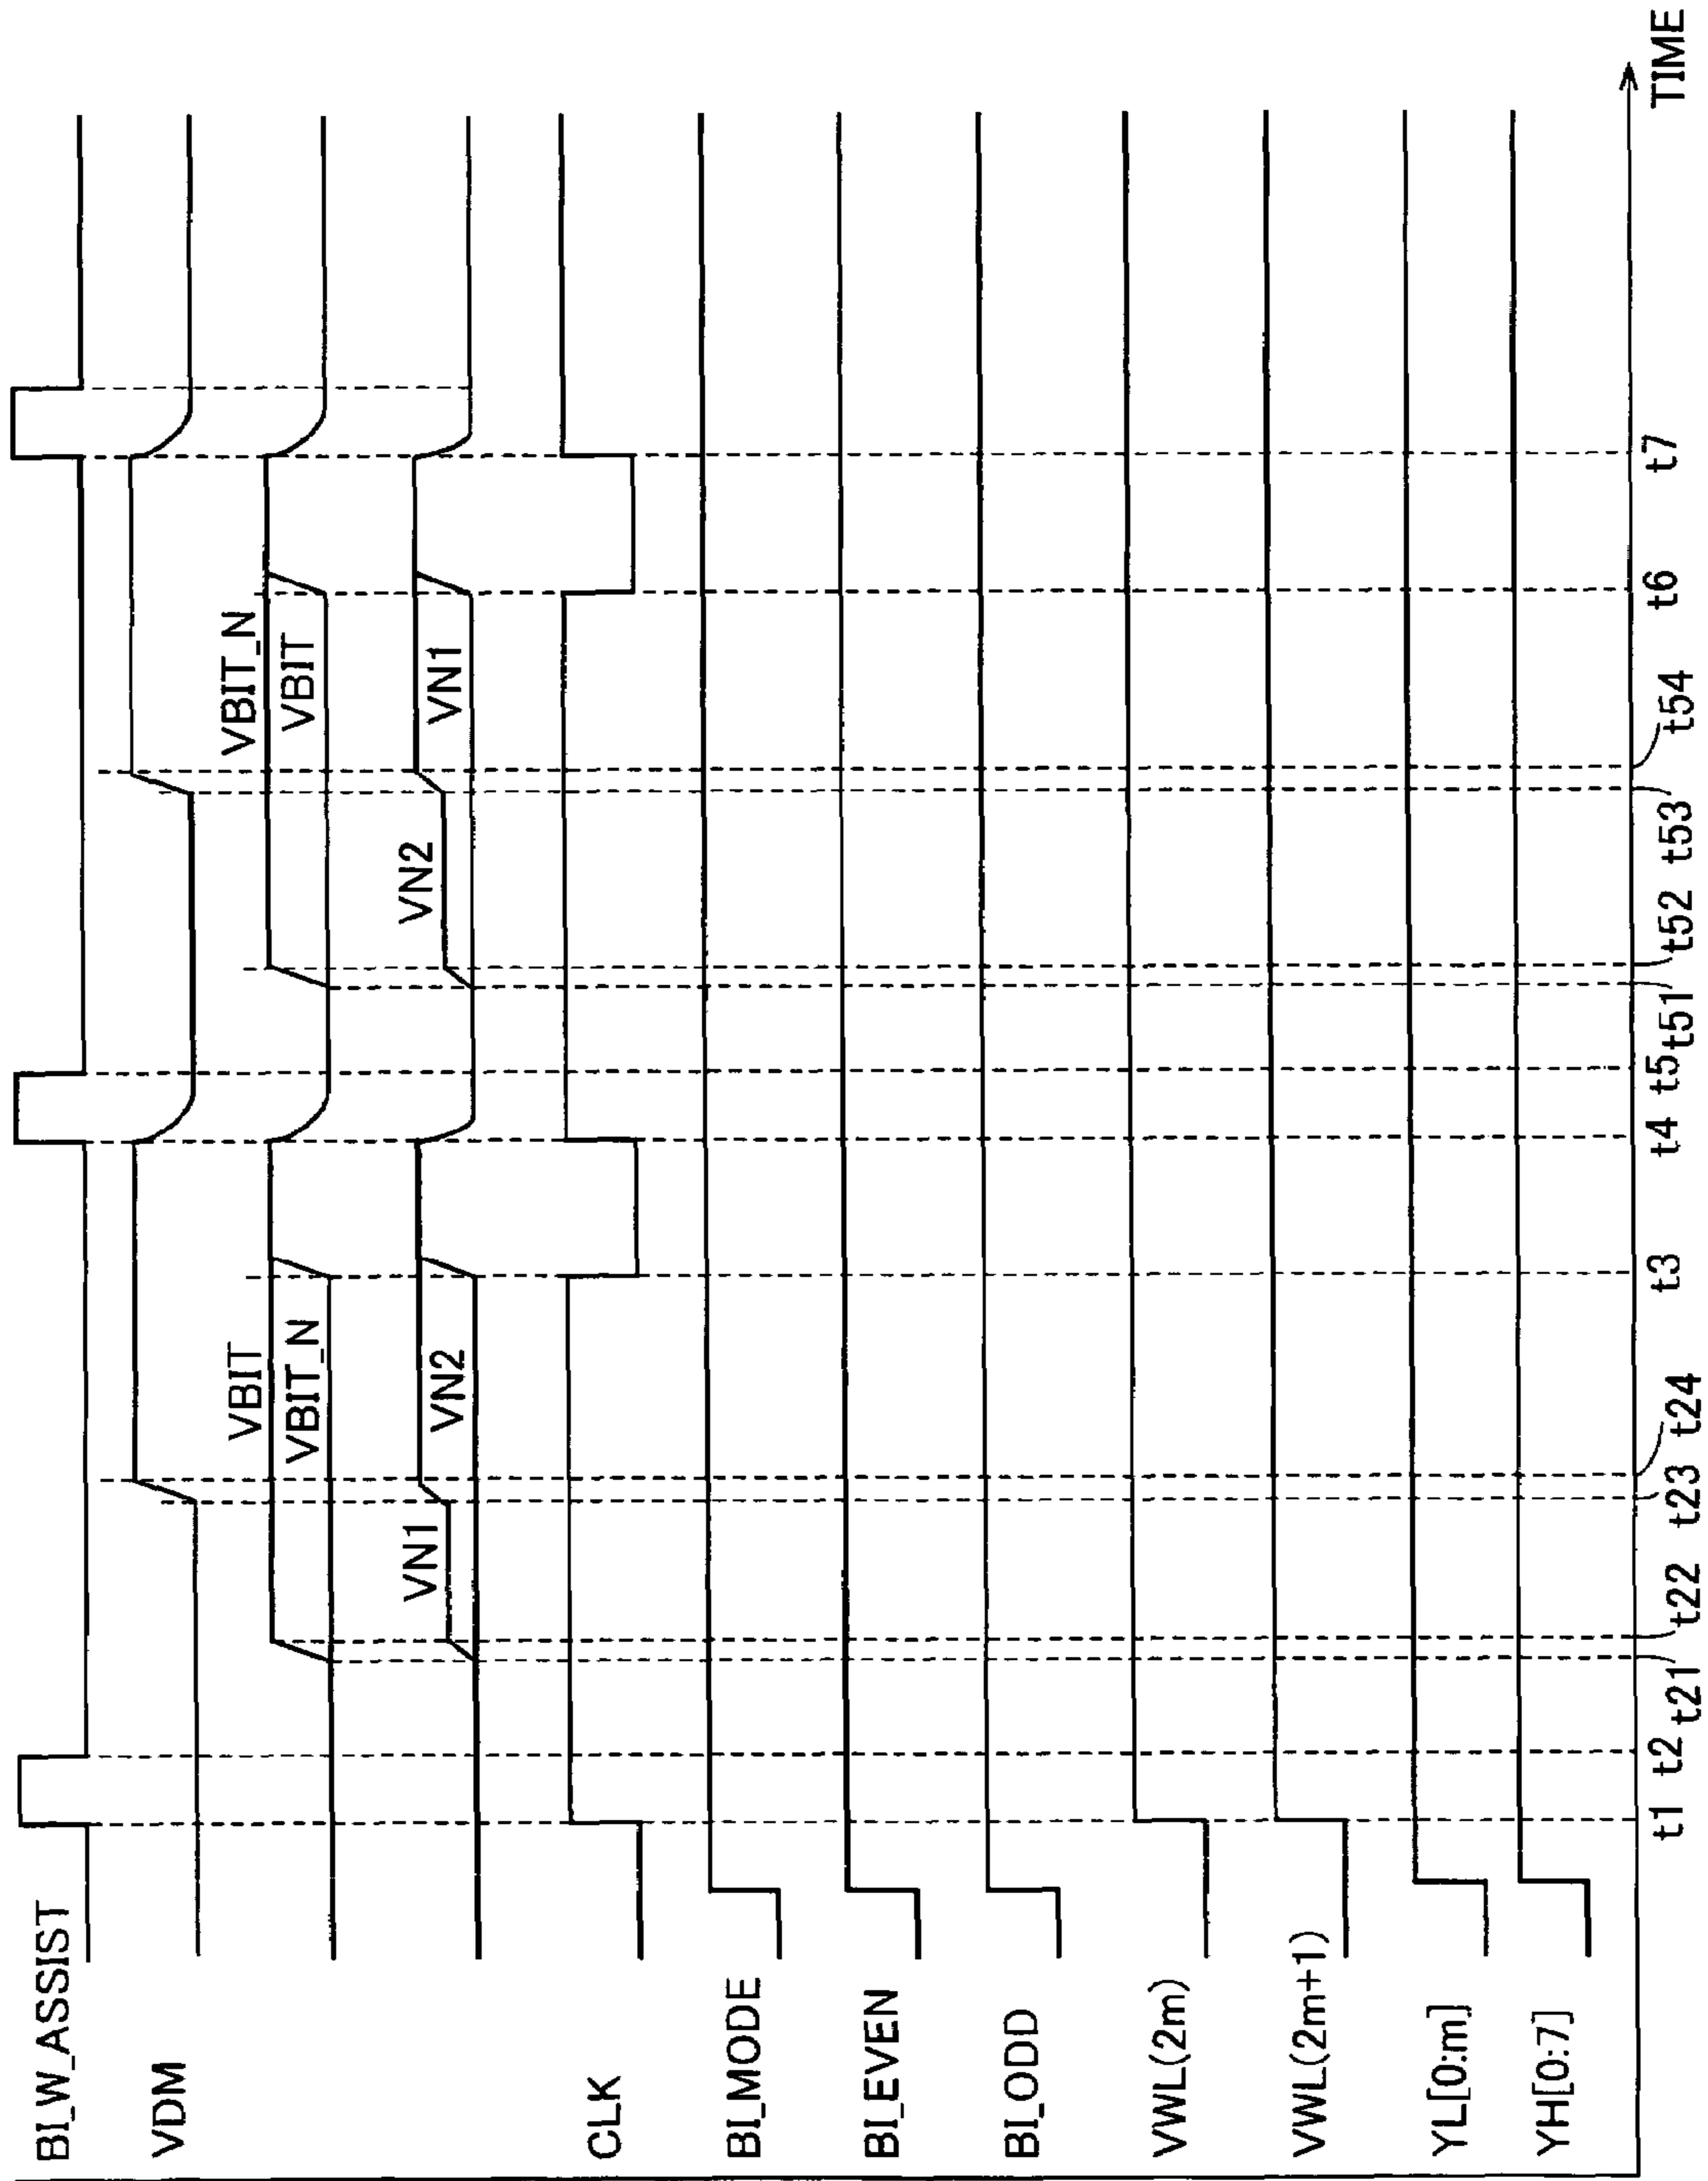 BI_W_ASSIST
VDM
VBIT
VBIT_N
VBIT_N
VBIT
VN1
VN2
VN2
VN1
CLK
BI_MODE
BI_EVEN
BI_ODD
VWL(2m)
VWL(2m+1)
YL[0:m]
YH[0:7]
t1 t2 t21 t22 t23 t24 t3 t4 t5 t51 t52 t53 t54 t6 t7
TIME